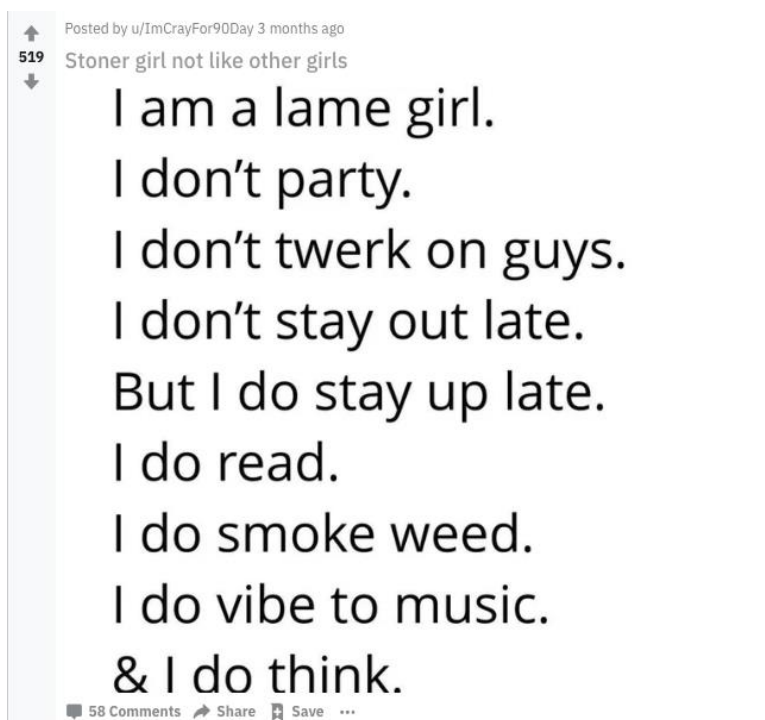 Posted by u/ImCrayFor90Day 3 months ago
519
Stoner girl not like other girls
I am a lame girl.
I don’t party.
I don’t twerk on guys.
I don’t stay out late.
But I do stay up late.
I do read.
I do smoke weed.
I do vibe to music.
& I do think.
58 Comments Share Save ...